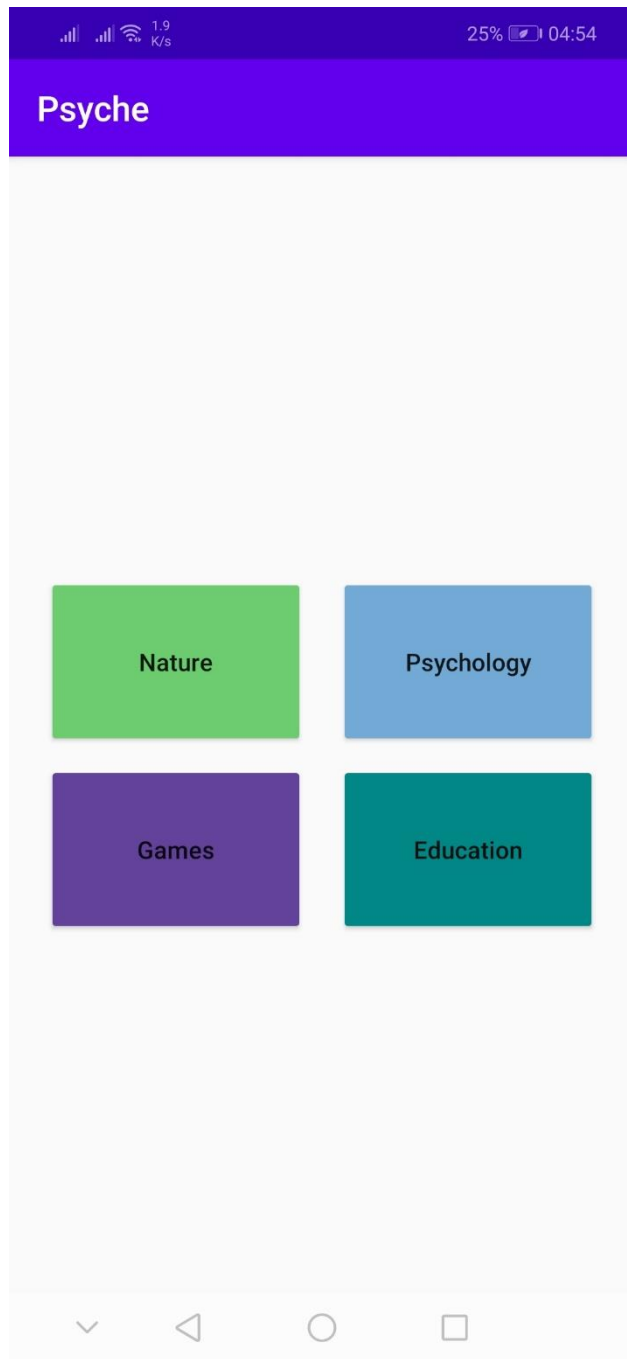 1.9
K/s
25% 04:54
Psyche
Nature Psychology
Games Education